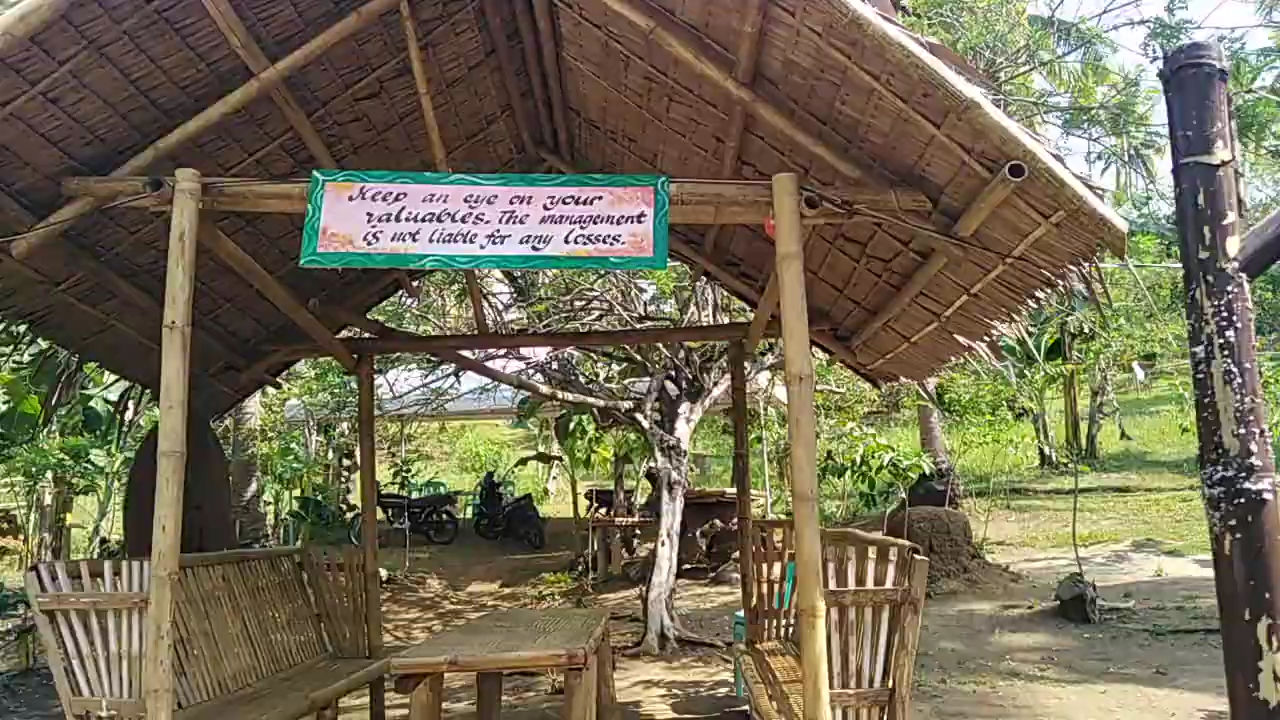 Keep an eye on your
valuables. The management
is not liable for any losses.